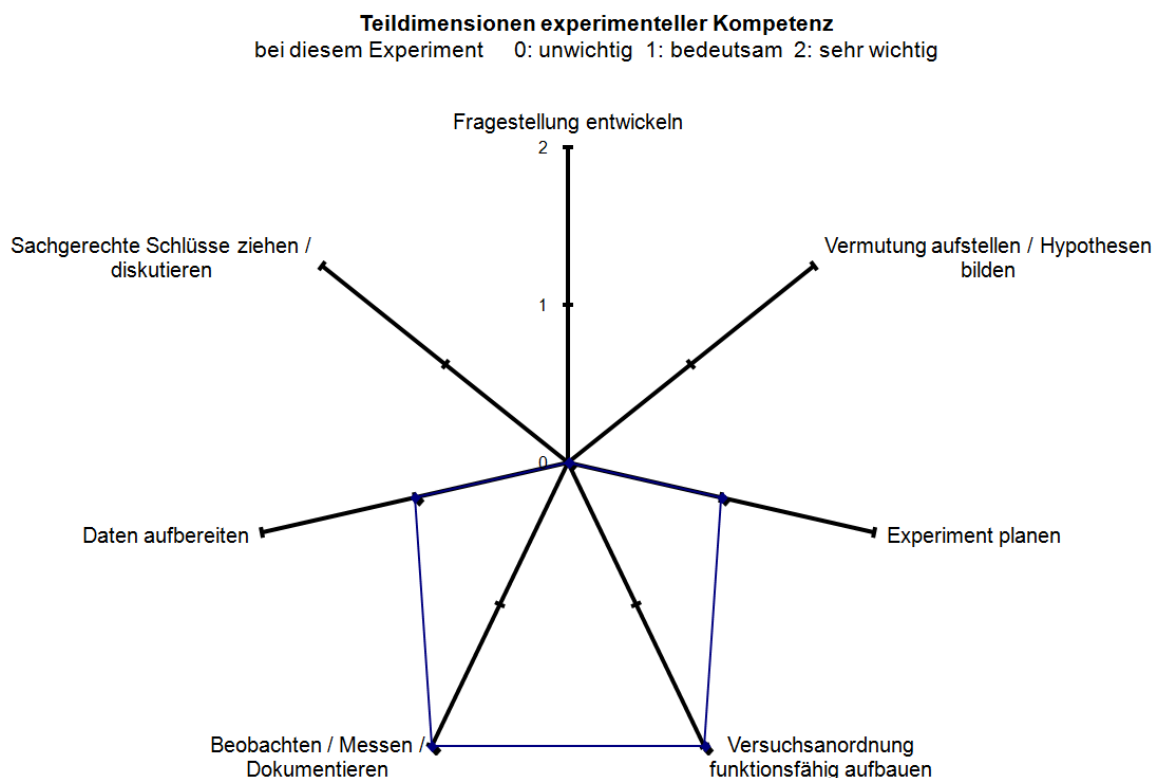 Teildimensionen experimenteller Kompetenz
bei diesem Experiment 0: unwichtig 1: bedeutsam 2: sehr wichtig
Fragestellung entwickeln
2
Sachgerechte Schlüsse ziehen /
diskutieren
Vermutung aufstellen / Hypothesen
bilden
1
0
Daten aufbereiten
Experiment planen
Beobachten / Messen /
Dokumentieren
Versuchsanordnung
funktionsfähig aufbauen